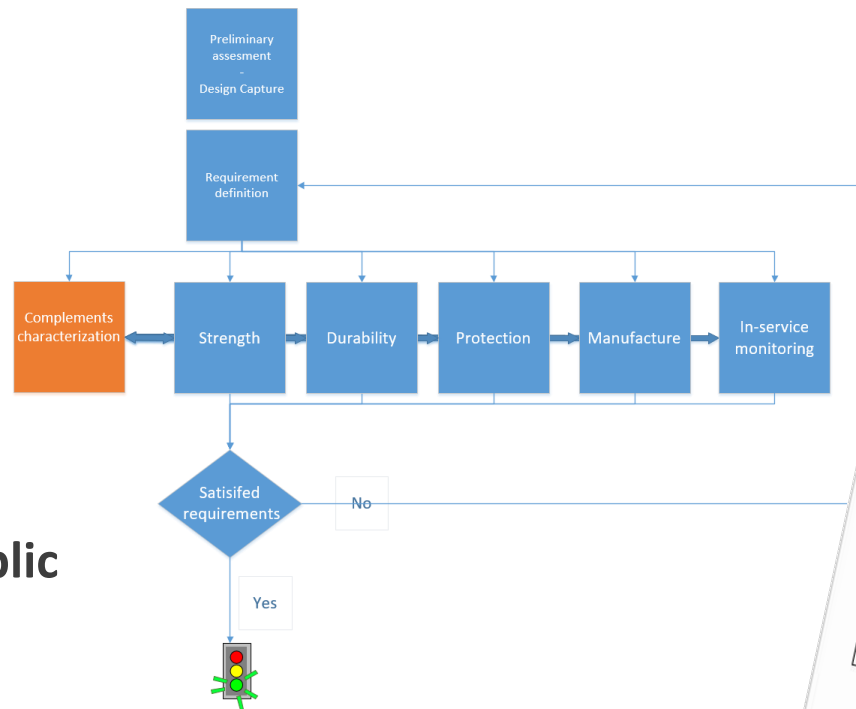 Preliminary
assesment
-
Design Capture
Requirement
definition
Complements
characterization
Strength
Durability
Protection
Manufacture
In-service
monitoring
Satisifed
requirements
No
Yes